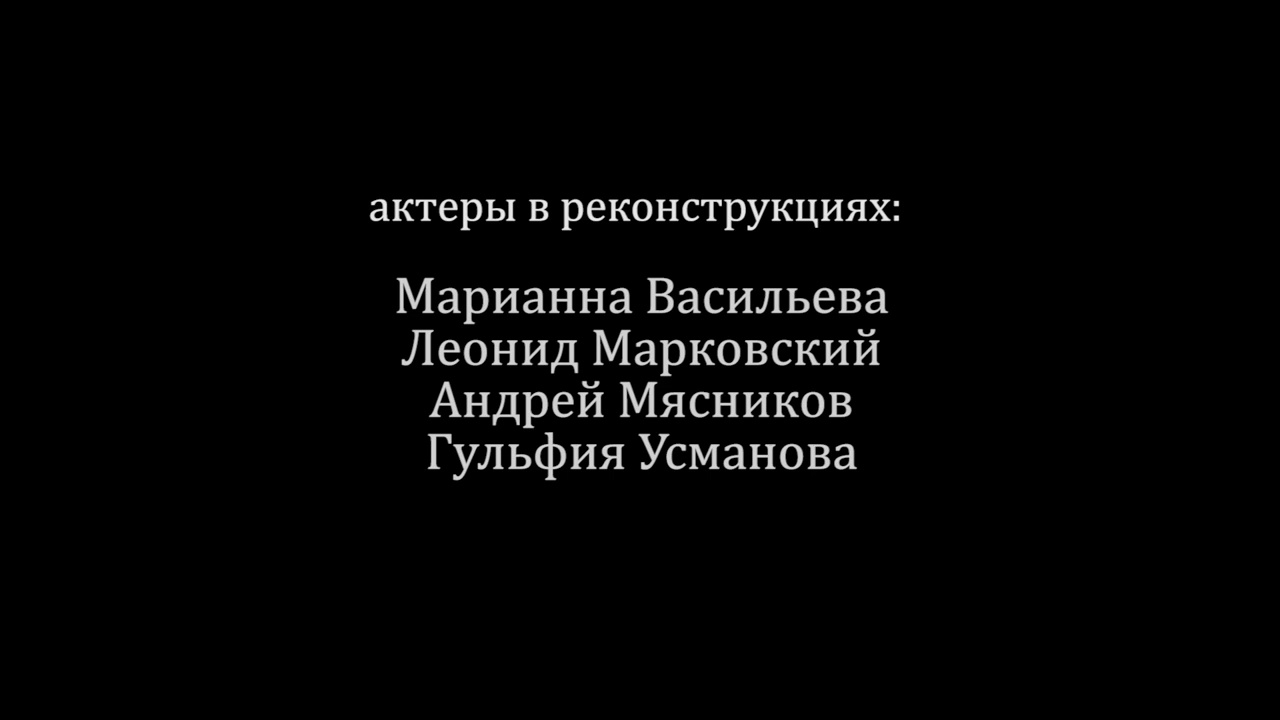 актеры в реконструкциях:
Марианна Васильева
Леонид Марковский
Андрей Мясников
Гульфия Усманова